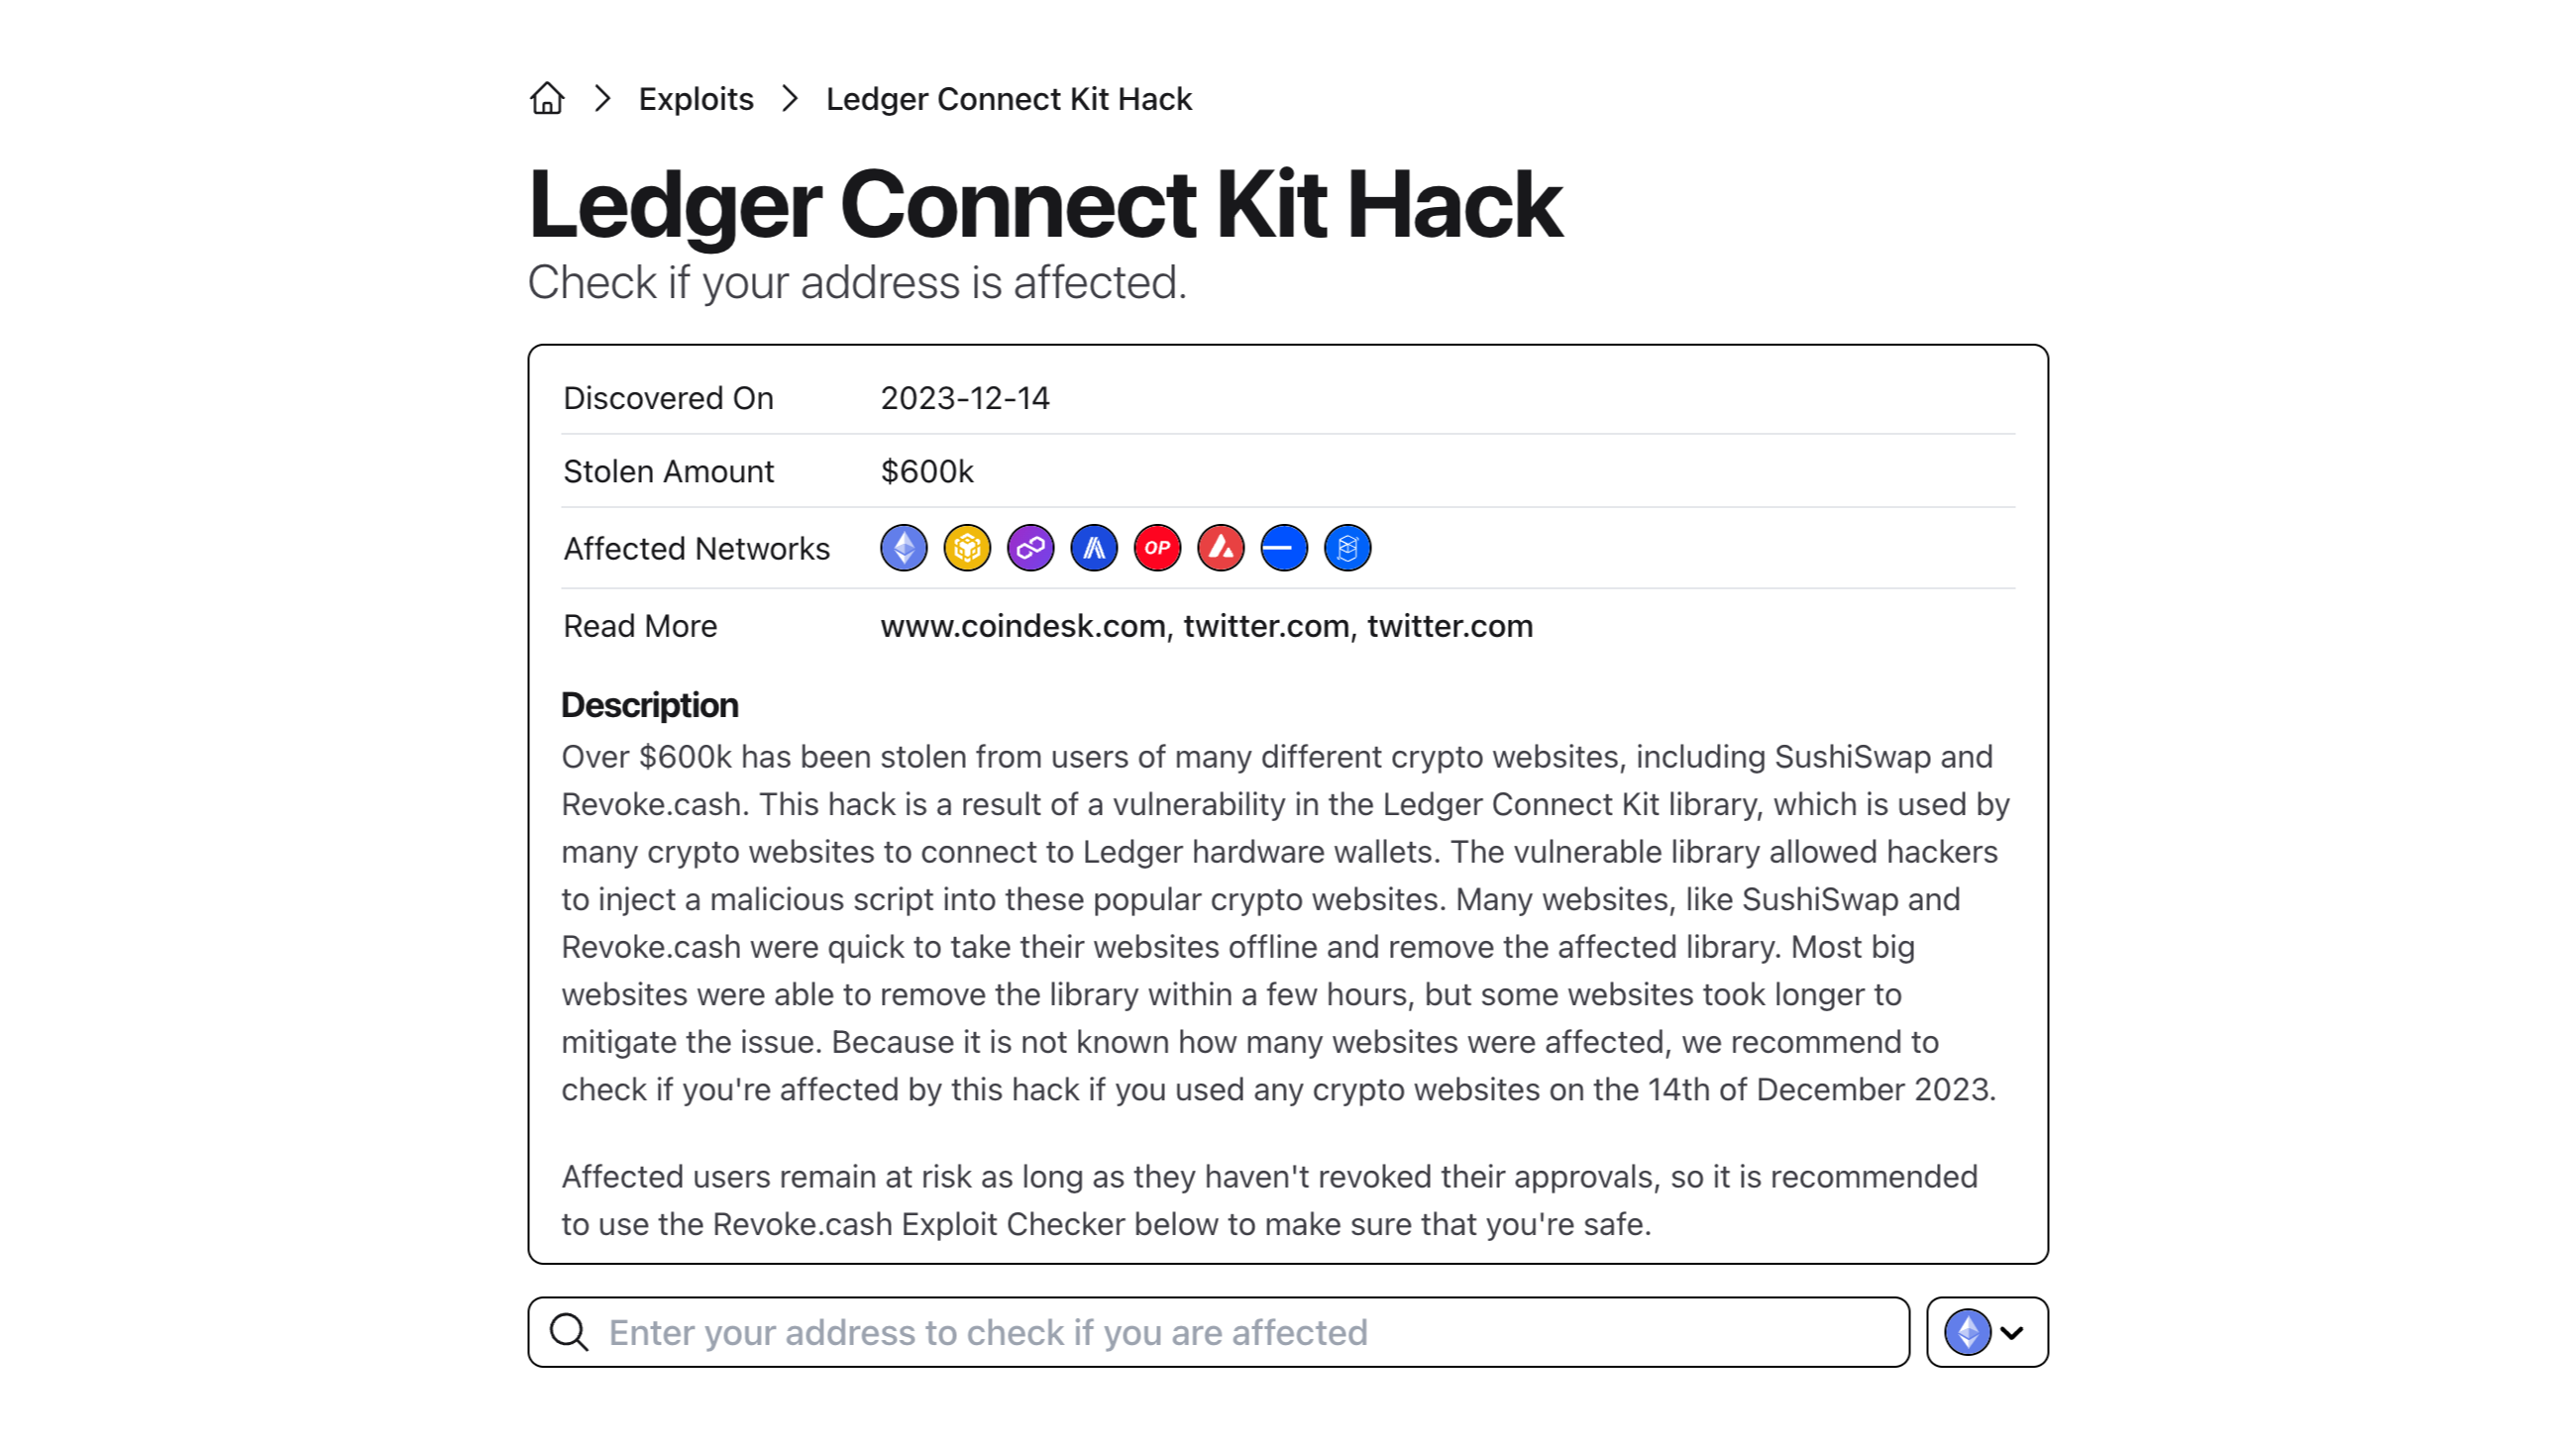 Exploits Ledger Connect Kit Hack
Ledger Connect Kit Hack
Check if your address is affected.
Discovered On 2023-12-14
Stolen Amount $600k
Affected Networks OP
Read More www.coindesk.com, twitter.com, twitter.com
Description
Over $600k has been stolen from users of many different crypto websites, including SushiSwap and
Revoke.cash. This hack is a result of a vulnerability in the Ledger Connect Kit library, which is used by
many crypto websites to connect to Ledger hardware wallets. The vulnerable library allowed hackers
to inject a malicious script into these popular crypto websites. Many websites, like SushiSwap and
Revoke.cash were quick to take their websites offline and remove the affected library. Most big
websites were able to remove the library within a few hours, but some websites took longer to
mitigate the issue. Because it is not known how many websites were affected, we recommend to
check if you're affected by this hack if you used any crypto websites on the 14th of December 2023.
Affected users remain at risk as long as they haven't revoked their approvals, so it is recommended
to use the Revoke.cash Exploit Checker below to make sure that you're safe.
Enter your address to check if you are affected